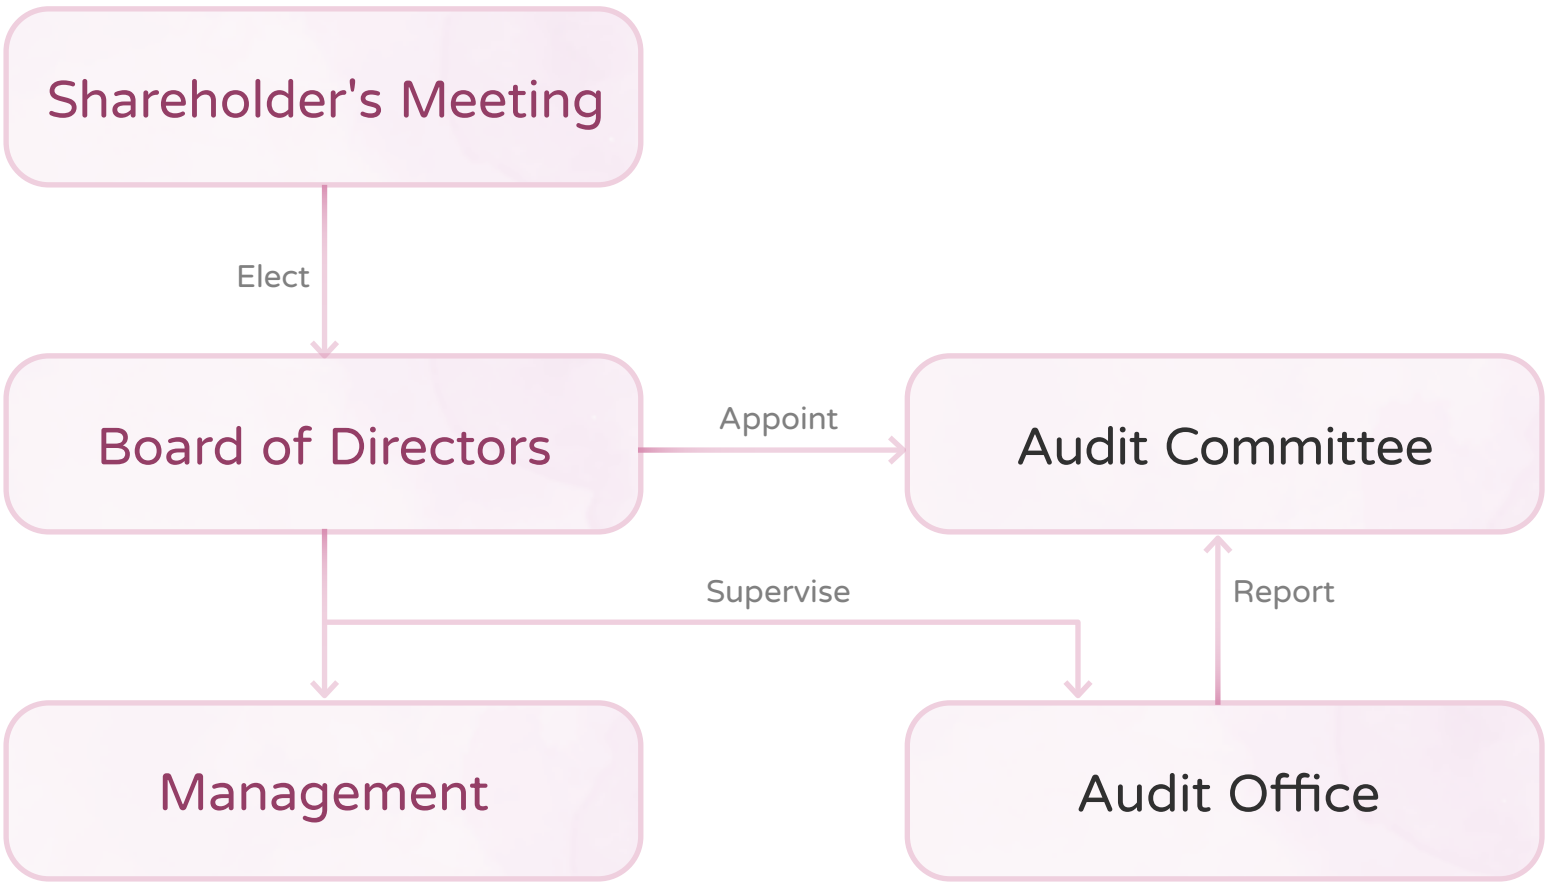 Shareholder's Meeting
Elect
Board of Directors
Appoint
Audit Committee
Supervise
Report
Management
Audit Office